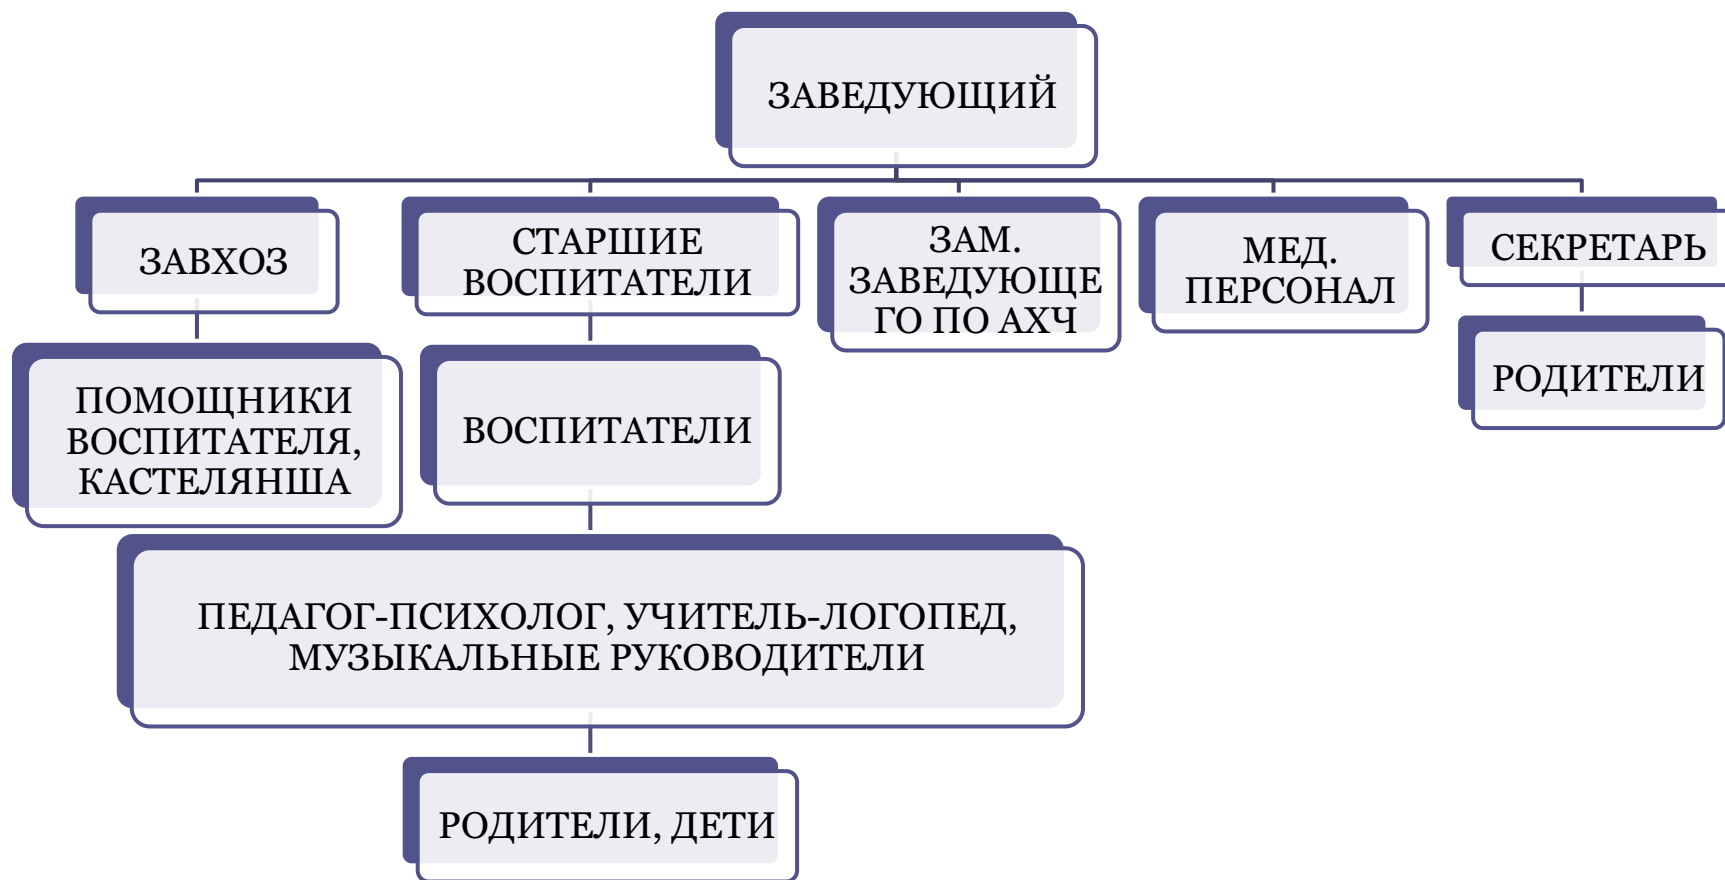 ЗАВЕДУЮЩИЙ
ЗАВХОЗ
СТАРШИЕ
ВОСПИТАТЕЛИ
ЗАМ.
ЗАВЕДУЮЩЕ
ГО ПО АХЧ
МЕД.
ПЕРСОНАЛ
СЕКРЕТАРЬ
ПОМОЩНИКИ
ВОСПИТАТЕЛЯ,
КАСТЕЛЯНША
ВОСПИТАТЕЛИ
РОДИТЕЛИ
ПЕДАГОГ-ПСИХОЛОГ, УЧИТЕЛЬ-ЛОГОПЕД,
МУЗЫКАЛЬНЫЕ РУКОВОДИТЕЛИ
РОДИТЕЛИ, ДЕТИ